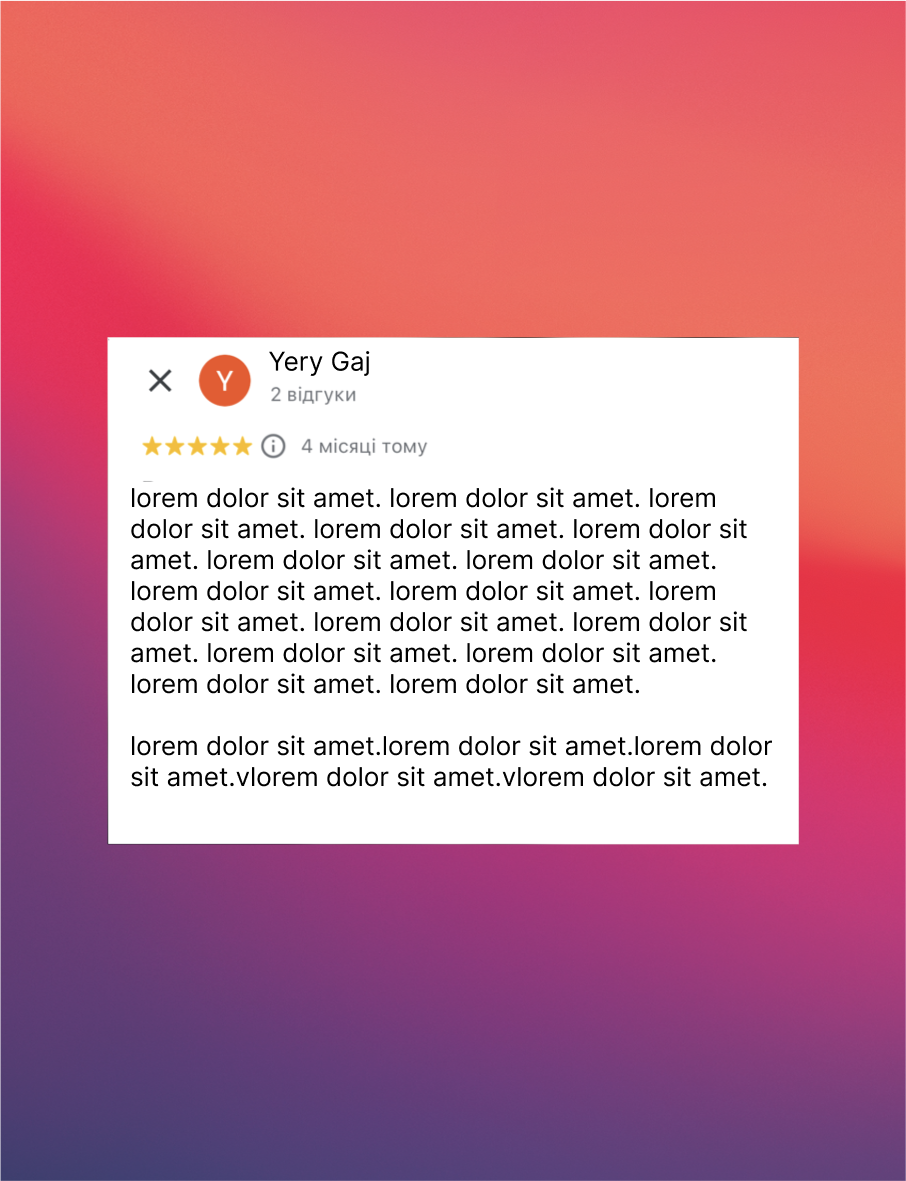 Yery Gaj
Y
2 відгуки
4 місяці тому
lorem dolor sit amet. lorem dolor sit amet. lorem
dolor sit amet. lorem dolor sit amet. lorem dolor sit
amet. lorem dolor sit amet. lorem dolor sit amet.
lorem dolor sit amet. lorem dolor sit amet. lorem
dolor sit amet. lorem dolor sit amet. lorem dolor sit
amet. lorem dolor sit amet. lorem dolor sit amet.
lorem dolor sit amet. lorem dolor sit amet.
lorem dolor sit amet.lorem dolor sit amet.lorem dolor
sit amet.vlorem dolor sit amet.vlorem dolor sit amet.